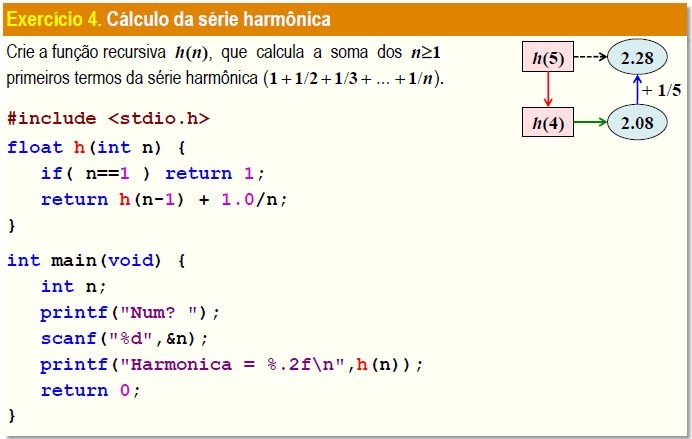 Exercício 4. Cálculo da série harmônica
Crie a função recursiva h(n), que calcula a soma dos n≥1
primeiros termos da série harmônica (1+1/2+1/3+ ... +1/n).
h(5)
2.28
+ 1/5
h(4)
2.08
#include <stdio.h>
float h(int n) {
   if( n==1 ) return 1;
   return h(n-1) + 1.0/n;
}
int main(void) {
   int n;
   printf("Num? ");
   scanf("%d",&n);
   printf("Harmonica = %.2f\n",h(n));
   return 0;
}